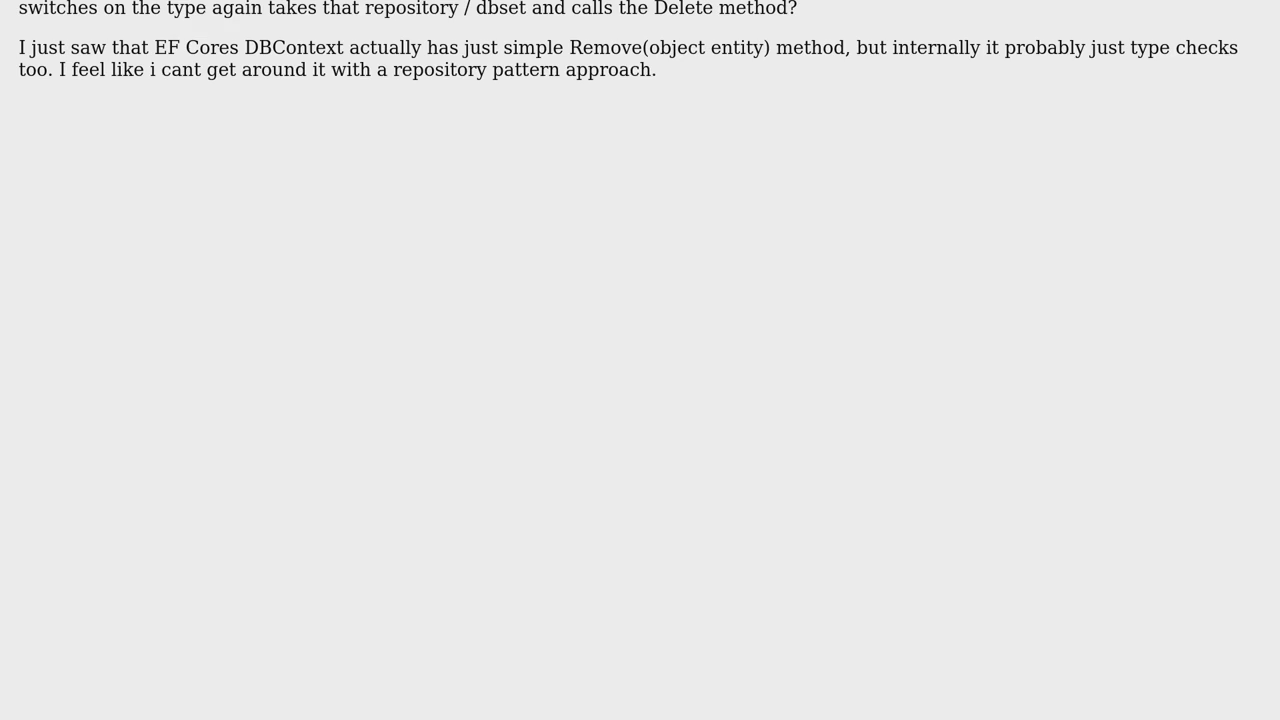 switches on the type again takes that repository / dbset and calls the Delete method?
I just saw that EF Cores DBContext actually has just simple Remove(object entity) method, but internally it probably just type checks
too. I feel like i cant get around it with a repository pattern approach.